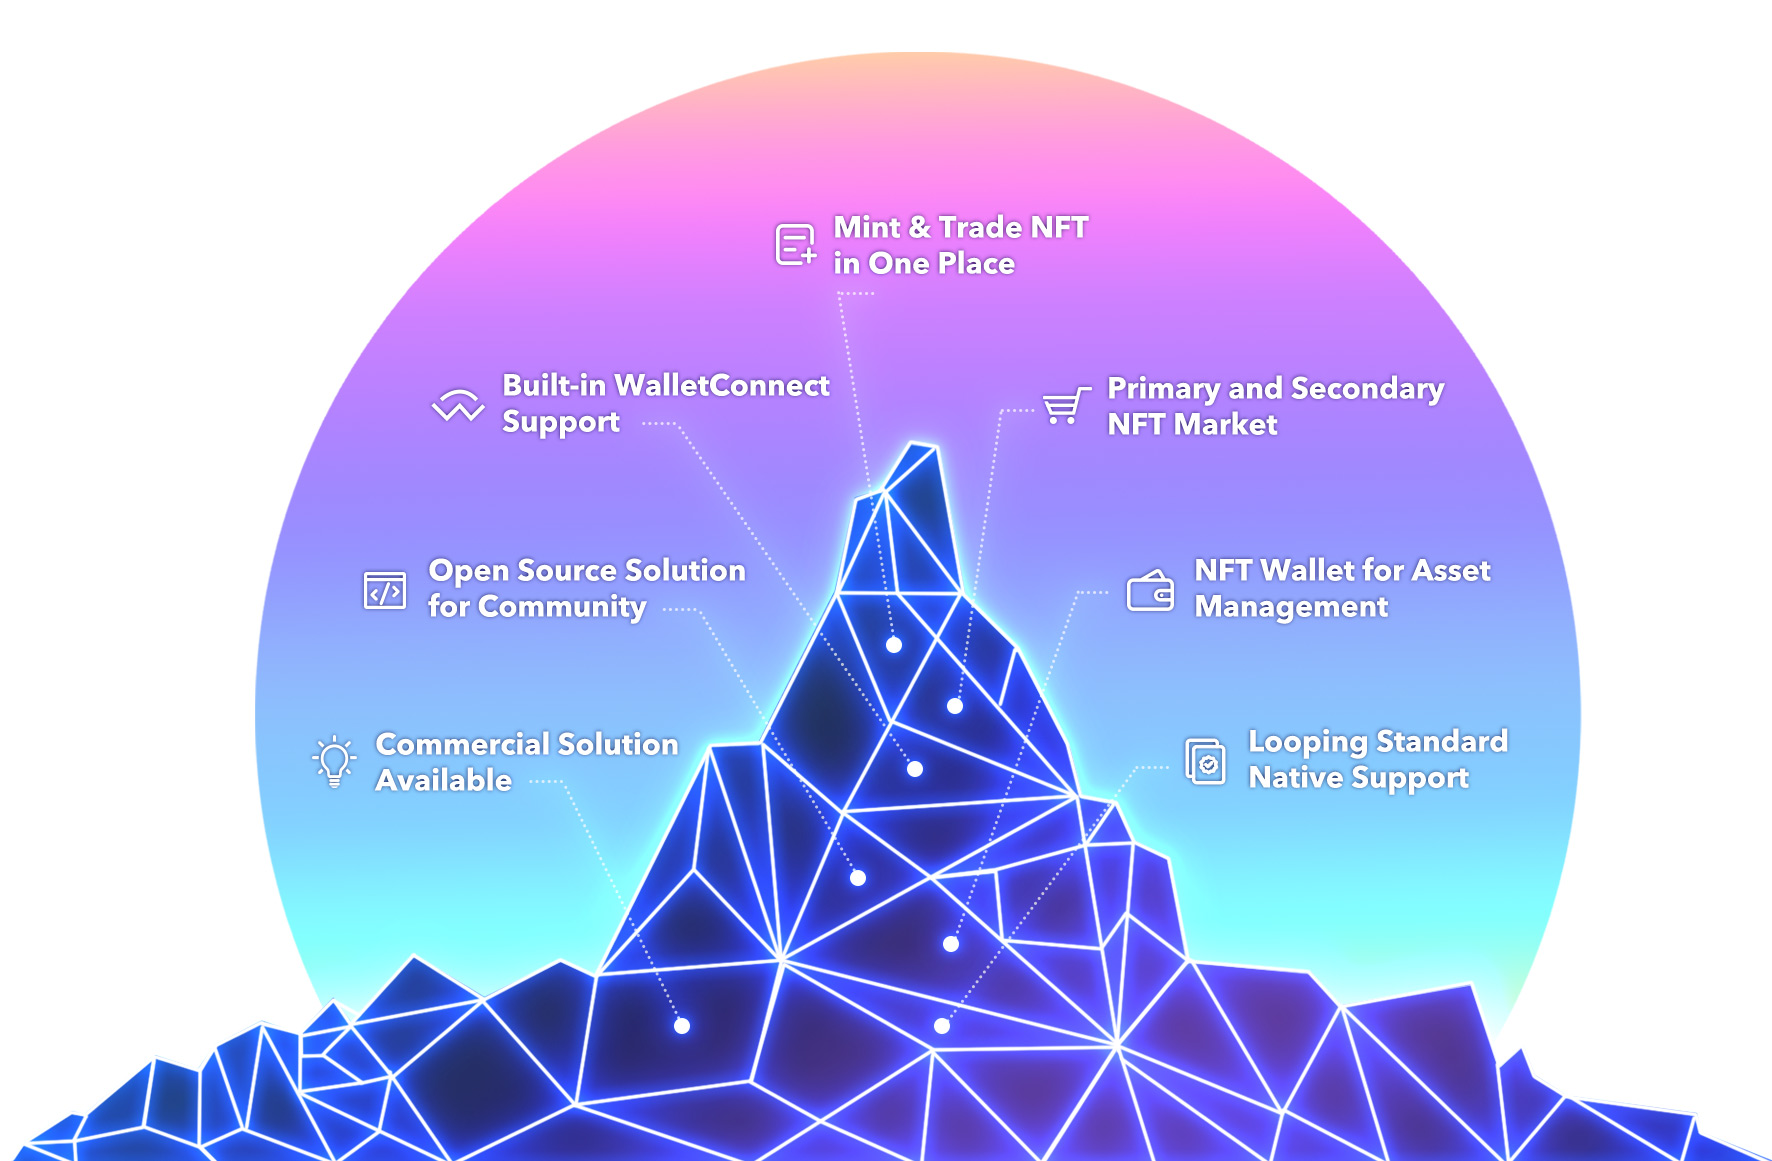 Mint & Trade NFT
in One Place
Built-in WalletConnect
Support
Primary and Secondary
NFT Market
Open Source Solution
for Community
NFT Wallet for Asset
Management
Commercial Solution
Available
Looping Standard
Native Support